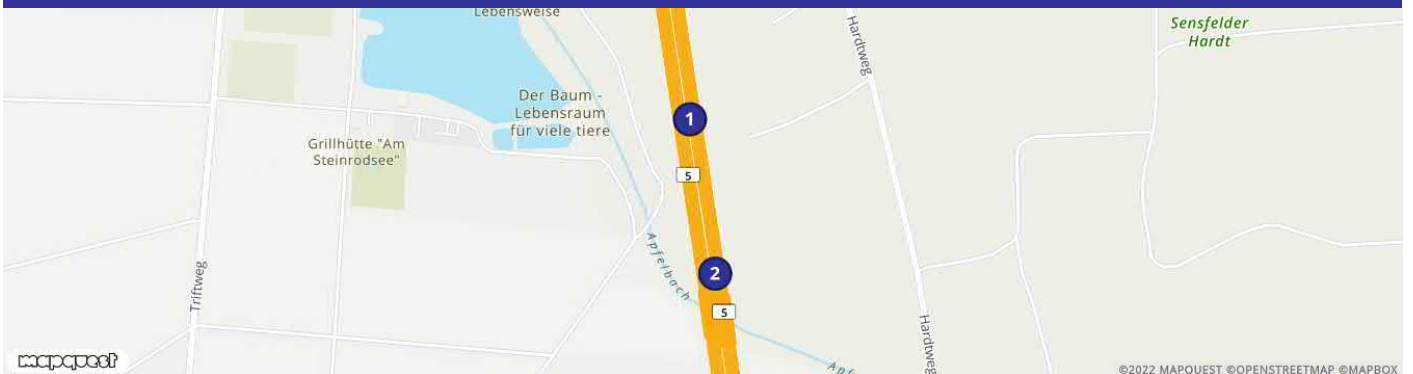 Lebensweise
Der Baum -
Lebensraum
für viele tiere
Grillhütte "Am
Steinrodsee"
Triftweg
Apfelbach
1
5
2
5
Hardtweg
Hardtweg
Sensfelder
Hardt
mapquest
©2022 MAPQUEST ©OPENSTREETMAP ©MAPBOX